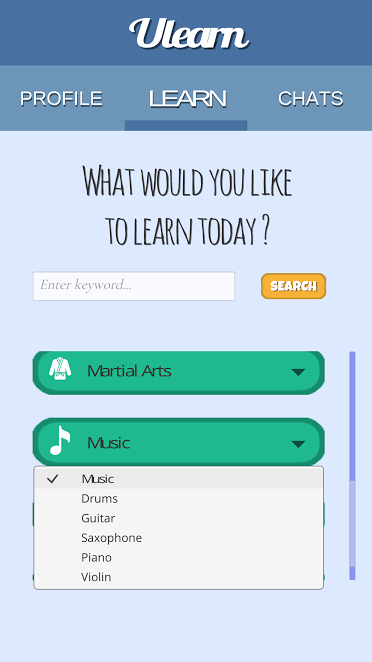 Ulearn
PROFILE LEARN CHATS
What would you like
to learn today?
Enter keyword...
SEARCH
Martial Arts
Music
Music
Drums
Guitar
Saxophone
Piano
Violin